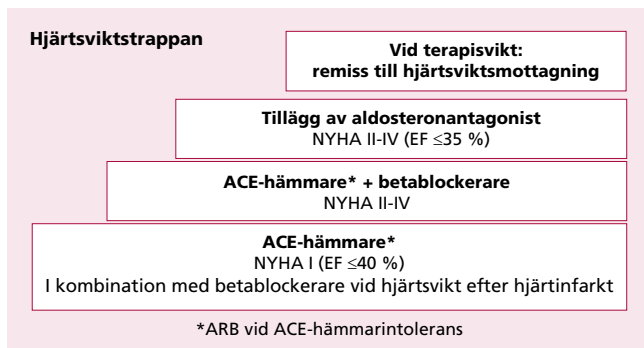 Hjärtsviktstrappan
Vid terapisvikt:
remiss till hjärtsviktsmottagning
Tillägg av aldosteronantagonist
NYHA II-IV (EF ≤35 %)
ACE-hämmare* + betablockerare
NYHA II-IV
ACE-hämmare*
NYHA I (EF ≤40 %)
I kombination med betablockerare vid hjärtsvikt efter hjärtinfarkt
*ARB vid ACE-hämmarintolerans